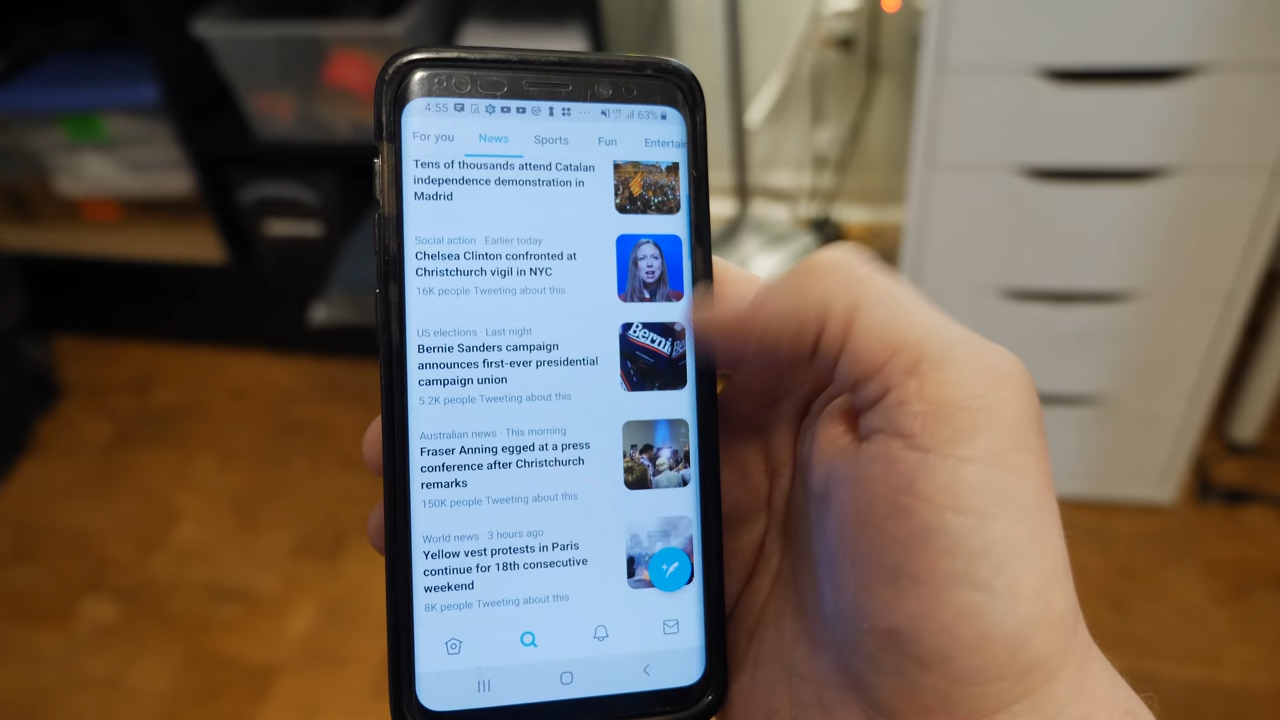 4:55 LTE 63%
For you News Sports Fun Entertain
Tens of thousands attend Catalan
independence demonstration in
Madrid
Social action · Earlier today
Chelsea Clinton confronted at
Christchurch vigil in NYC
16K people Tweeting about this
US elections · Last night
Bernie Sanders campaign
announces first-ever presidential
campaign union
5.2K people Tweeting about this
Bernie
Be
Australian news · This morning
Fraser Anning egged at a press
conference after Christchurch
remarks
150K people Tweeting about this
World news · 3 hours ago
Yellow vest protests in Paris
continue for 18th consecutive
weekend
8K people Tweeting about this